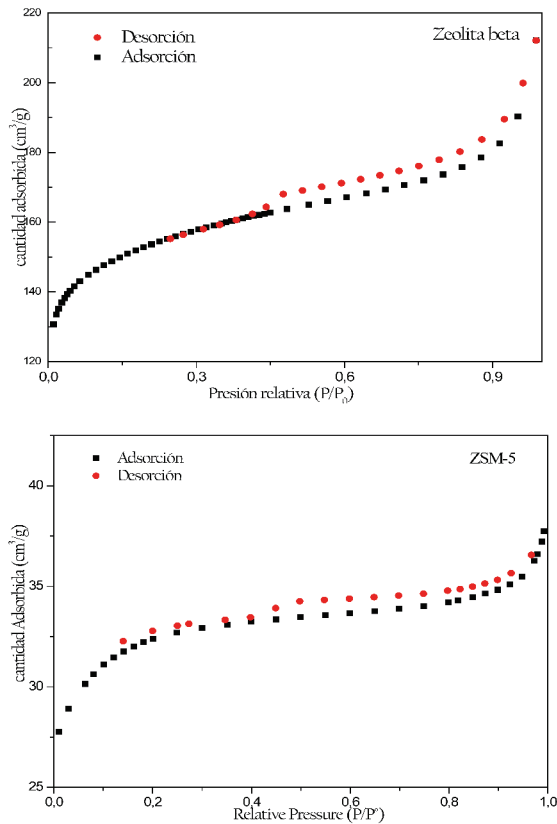 220
200
180
160
140
120
cantidad adsorbida (cm³/g)
Desorción
Adsorción
Zeolita beta
0,0
0,3
0,6
0,9
Presión relativa (P/P₀)
40
35
30
25
cantidad Adsorbida (cm³/g)
Adsorción
Desorción
ZSM-5
0,0
0,2
0,4
0,6
0,8
1,0
Relative Pressure (P/P°)